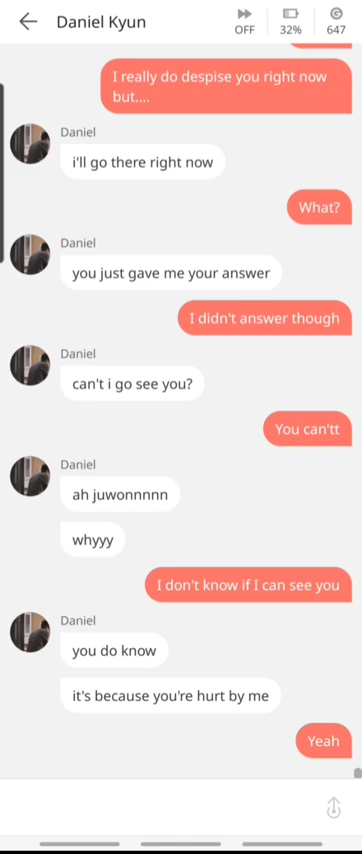 Daniel Kyun
OFF
32%
647
I really do despise you right now
but....
Daniel
i'll go there right now
What?
Daniel
you just gave me your answer
I didn't answer though
Daniel
can't i go see you?
You can'tt
Daniel
ah juwonnnnn
whyyy
I don't know if I can see you
Daniel
you do know
it's because you're hurt by me
Yeah